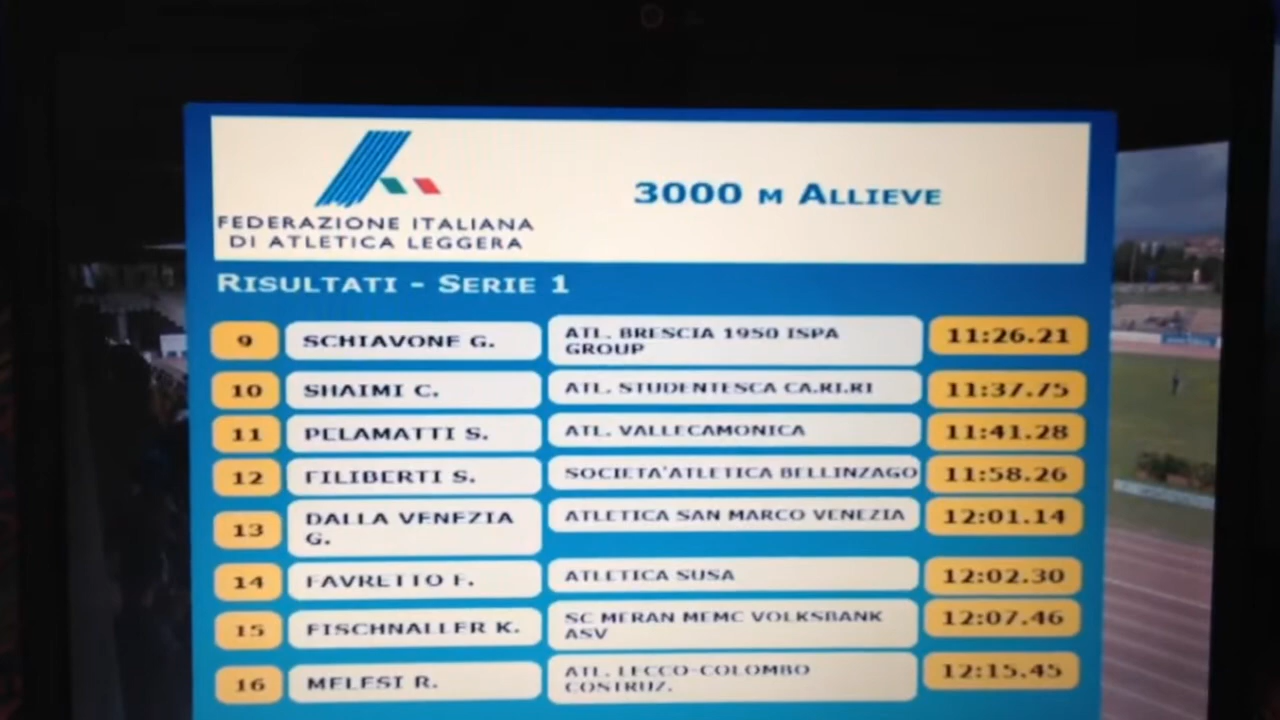 FEDERAZIONE ITALIANA
DI ATLETICA LEGGERA
3000 M ALLIEVE
RISULTATI - SERIE 1
9 SCHIAVONE G. ATL. BRESCIA 1950 ISPA GROUP 11:26.21
10 SHAIMI C. ATL. STUDENTESCA CA.RI.RI 11:37.75
11 PELAMATTI S. ATL. VALLECAMONICA 11:41.28
12 FILIBERTI S. SOCIETA'ATLETICA BELLINZAGO 11:58.26
13 DALLA VENEZIA G. ATLETICA SAN MARCO VENEZIA 12:01.14
14 FAVRETTO F. ATLETICA SUSA 12:02.30
15 FISCHNALLER K. SC MERAN MEMC VOLKSBANK ASV 12:07.46
16 MELESI R. ATL. LECCO-COLOMBO COSTRUZ. 12:15.45